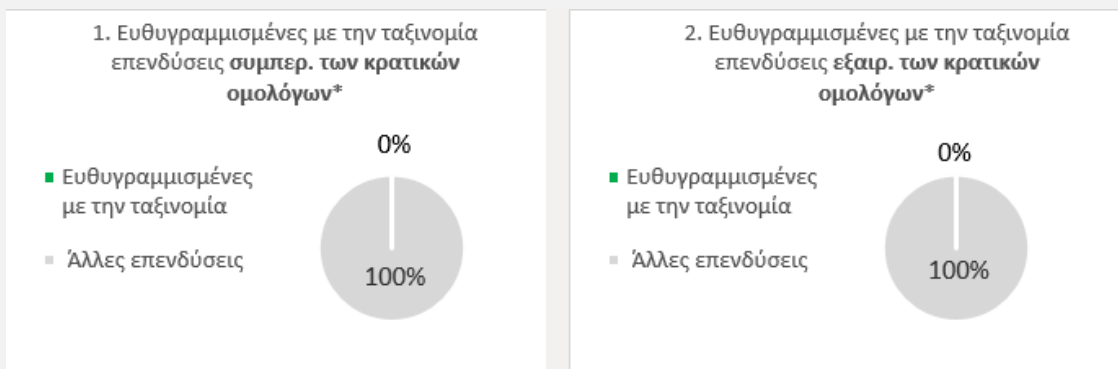 1. Ευθυγραμμισμένες με την ταξινομία
επενδύσεις συμπερ. των κρατικών
ομολόγων*
0%
Ευθυγραμμισμένες
με την ταξινομία
Άλλες επενδύσεις
100%
2. Ευθυγραμμισμένες με την ταξινομία
επενδύσεις εξαιρ. των κρατικών
ομολόγων*
0%
Ευθυγραμμισμένες
με την ταξινομία
Άλλες επενδύσεις
100%